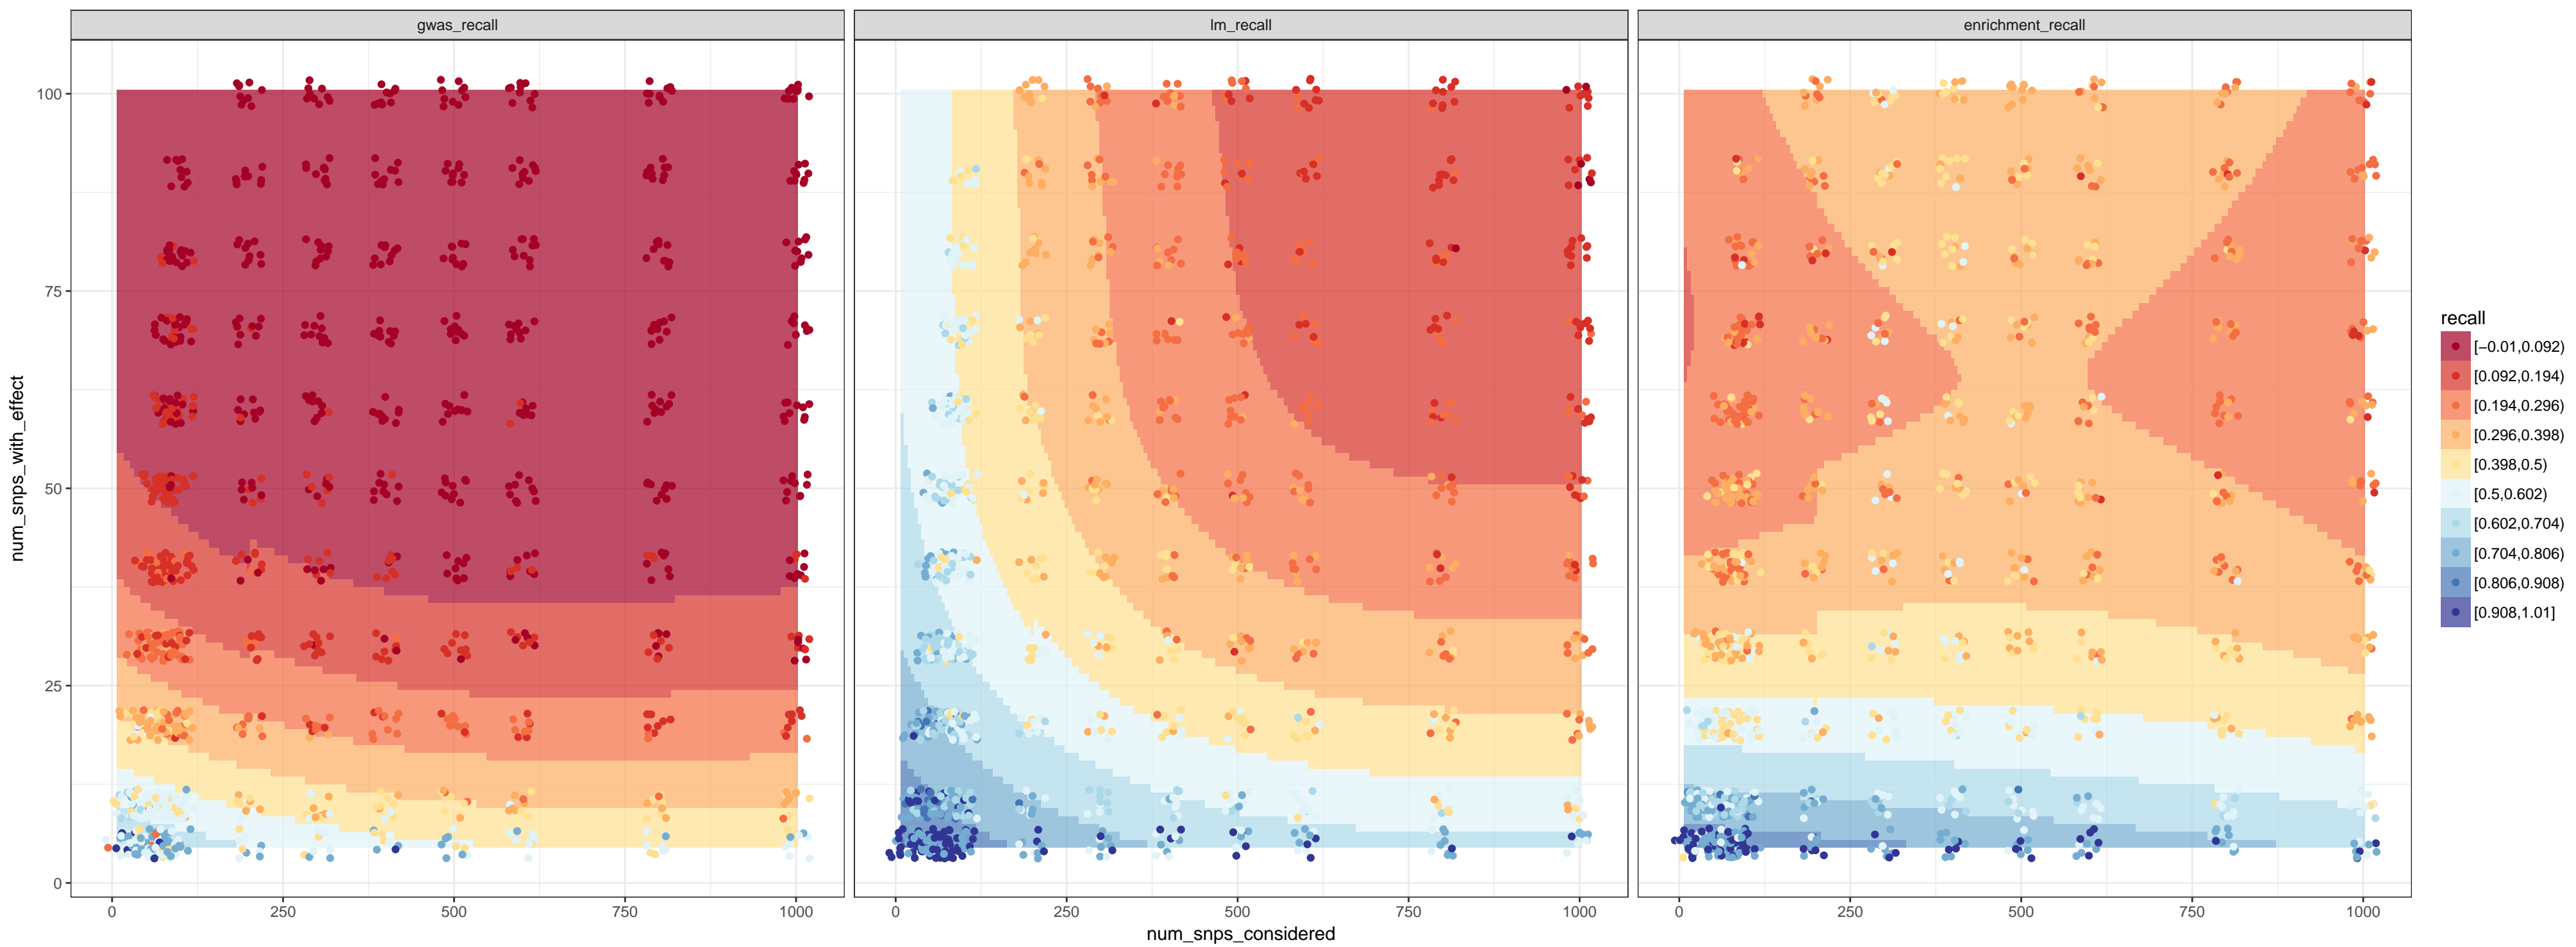 gwas_recall
lm_recall
enrichment_recall
100
75
50
25
0
num_snps_with_effect
0 250 500 750 1000
0 250 500 750 1000
0 250 500 750 1000
num_snps_considered
recall
[−0.01,0.092)
[0.092,0.194)
[0.194,0.296)
[0.296,0.398)
[0.398,0.5)
[0.5,0.602)
[0.602,0.704)
[0.704,0.806)
[0.806,0.908)
[0.908,1.01]